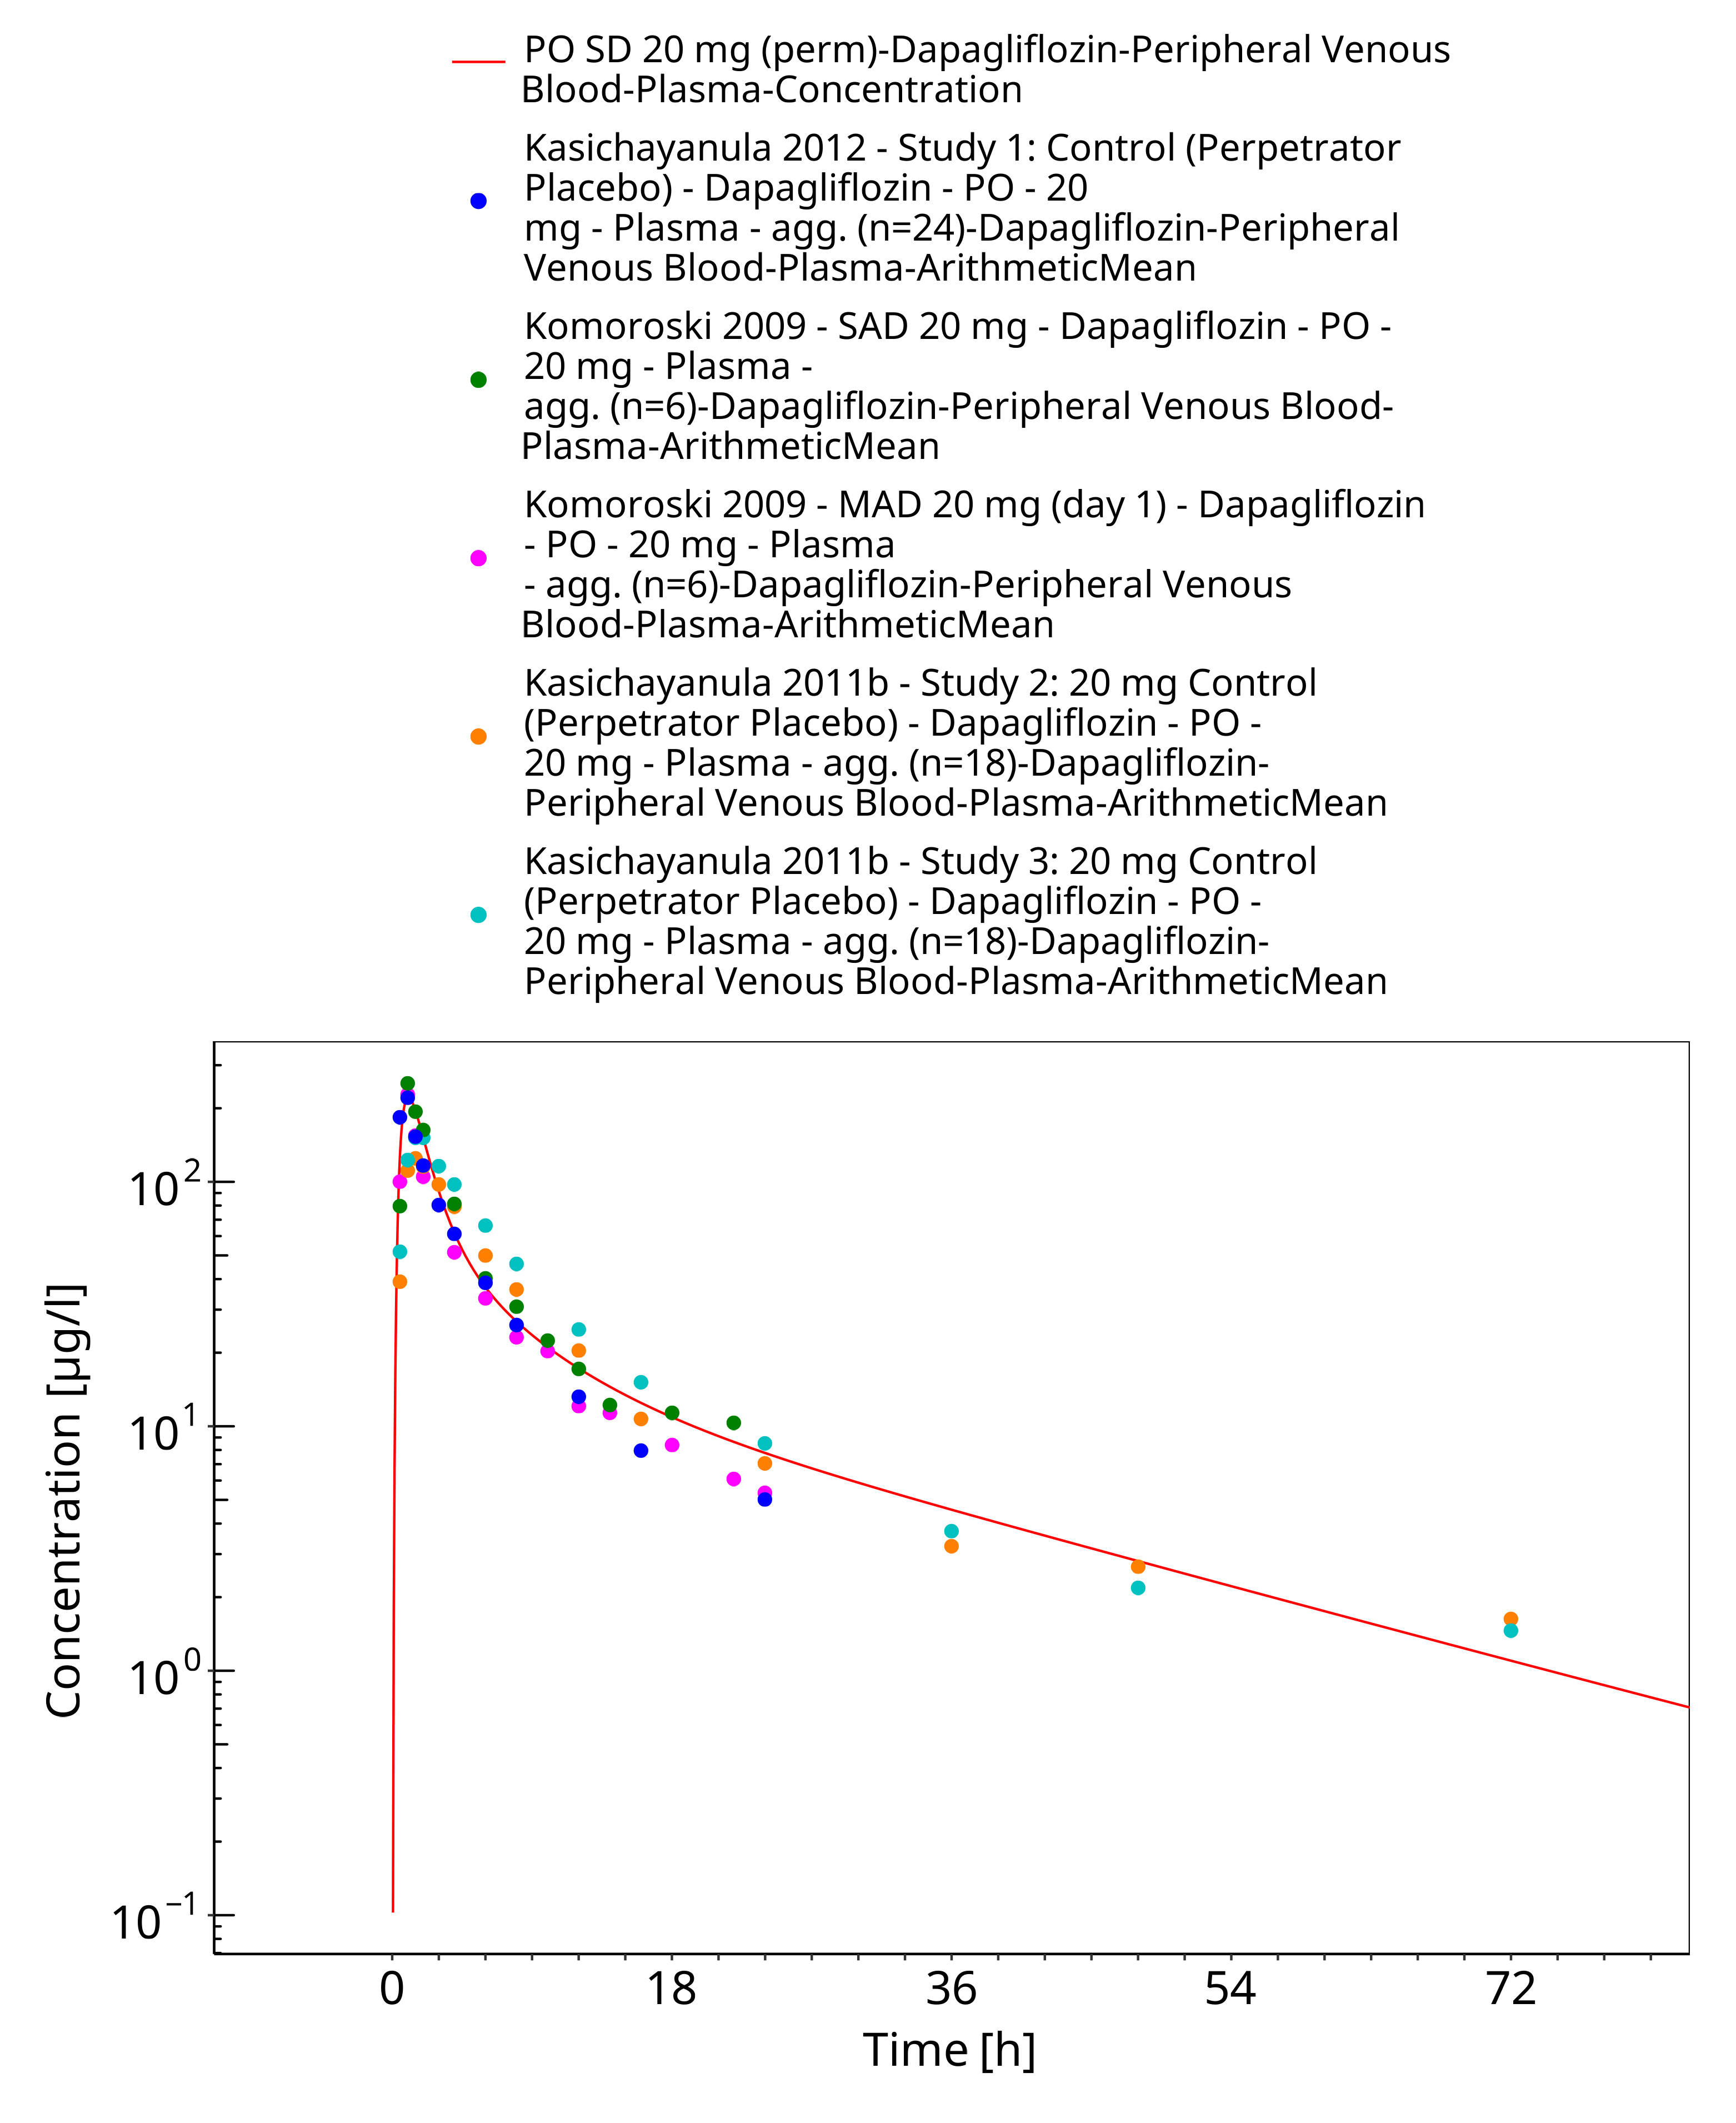 PO SD 20 mg (perm)-Dapagliflozin-Peripheral Venous
Blood-Plasma-Concentration
Kasichayanula 2012 - Study 1: Control (Perpetrator
Placebo) - Dapagliflozin - PO - 20
mg - Plasma - agg. (n=24)-Dapagliflozin-Peripheral
Venous Blood-Plasma-ArithmeticMean
Komoroski 2009 - SAD 20 mg - Dapagliflozin - PO -
20 mg - Plasma -
agg. (n=6)-Dapagliflozin-Peripheral Venous Blood-
Plasma-ArithmeticMean
Komoroski 2009 - MAD 20 mg (day 1) - Dapagliflozin
- PO - 20 mg - Plasma
- agg. (n=6)-Dapagliflozin-Peripheral Venous
Blood-Plasma-ArithmeticMean
Kasichayanula 2011b - Study 2: 20 mg Control
(Perpetrator Placebo) - Dapagliflozin - PO -
20 mg - Plasma - agg. (n=18)-Dapagliflozin-
Peripheral Venous Blood-Plasma-ArithmeticMean
Kasichayanula 2011b - Study 3: 20 mg Control
(Perpetrator Placebo) - Dapagliflozin - PO -
20 mg - Plasma - agg. (n=18)-Dapagliflozin-
Peripheral Venous Blood-Plasma-ArithmeticMean
Concentration [µg/l]
10²
10¹
10⁰
10⁻¹
0 18 36 54 72
Time [h]